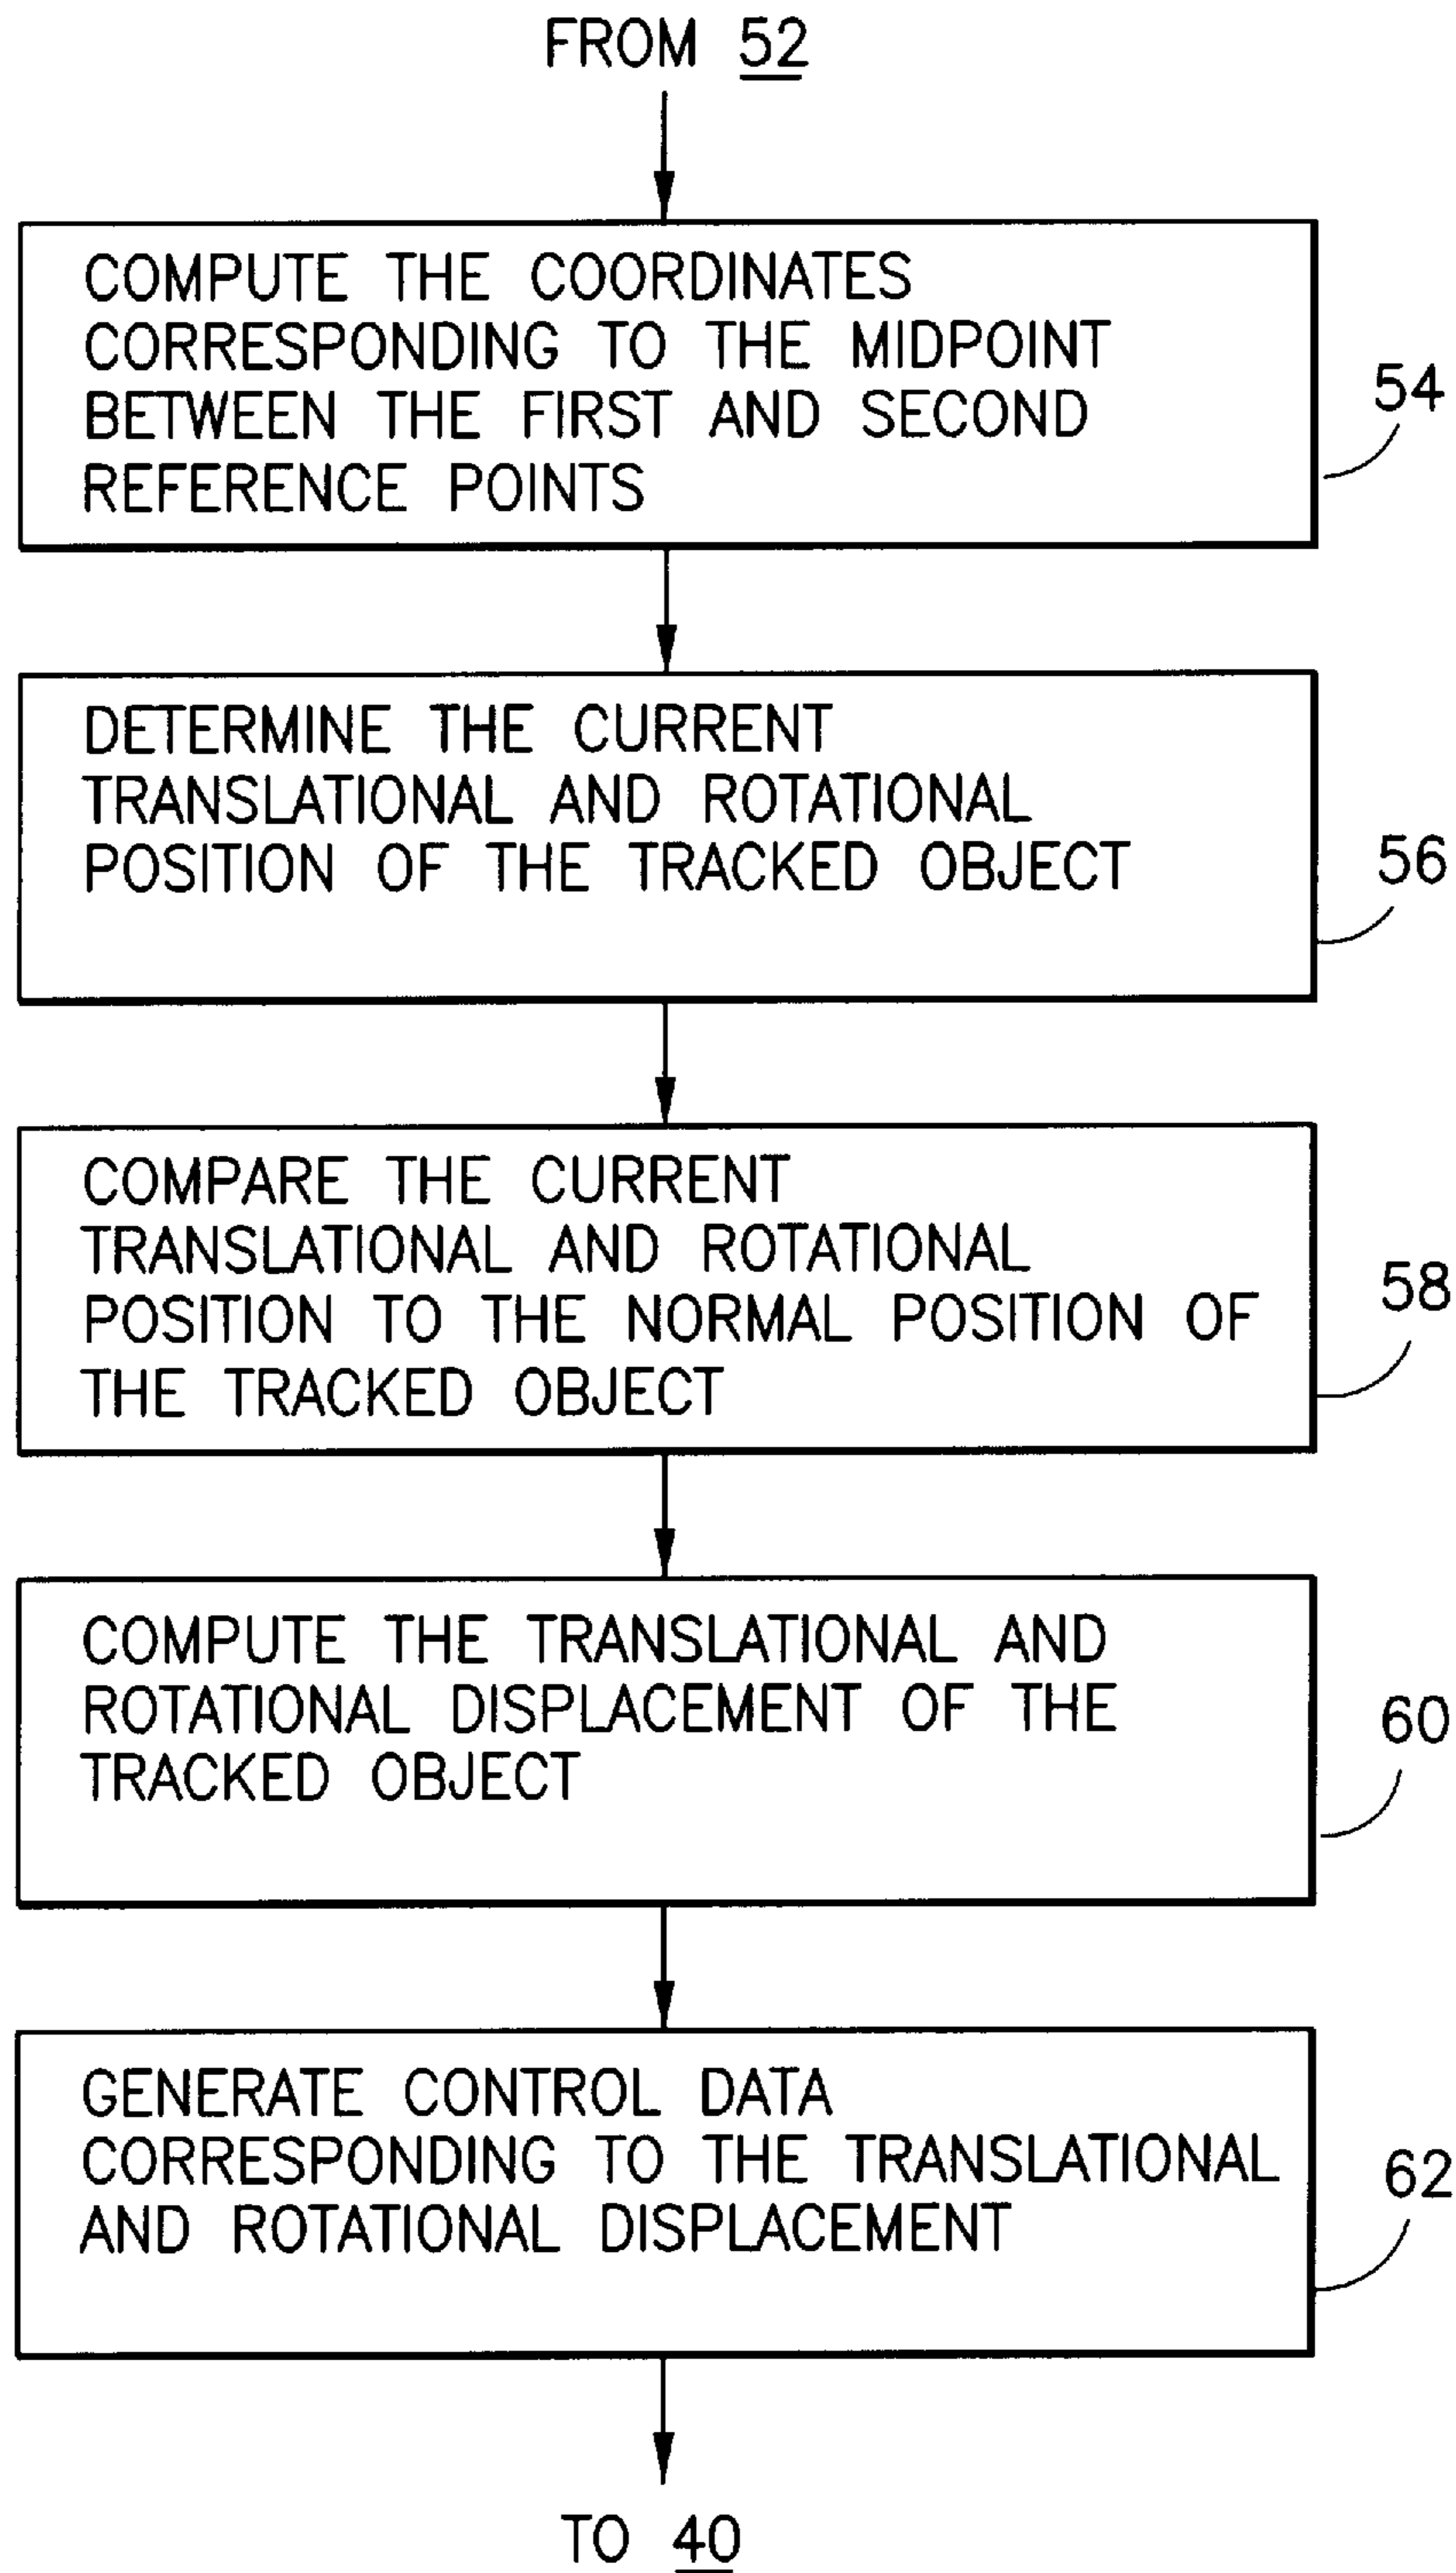 FROM 52
COMPUTE THE COORDINATES
CORRESPONDING TO THE MIDPOINT
BETWEEN THE FIRST AND SECOND
REFERENCE POINTS
54
DETERMINE THE CURRENT
TRANSLATIONAL AND ROTATIONAL
POSITION OF THE TRACKED OBJECT
56
COMPARE THE CURRENT
TRANSLATIONAL AND ROTATIONAL
POSITION TO THE NORMAL POSITION OF
THE TRACKED OBJECT
58
COMPUTE THE TRANSLATIONAL AND
ROTATIONAL DISPLACEMENT OF THE
TRACKED OBJECT
60
GENERATE CONTROL DATA
CORRESPONDING TO THE TRANSLATIONAL
AND ROTATIONAL DISPLACEMENT
62
TO 40